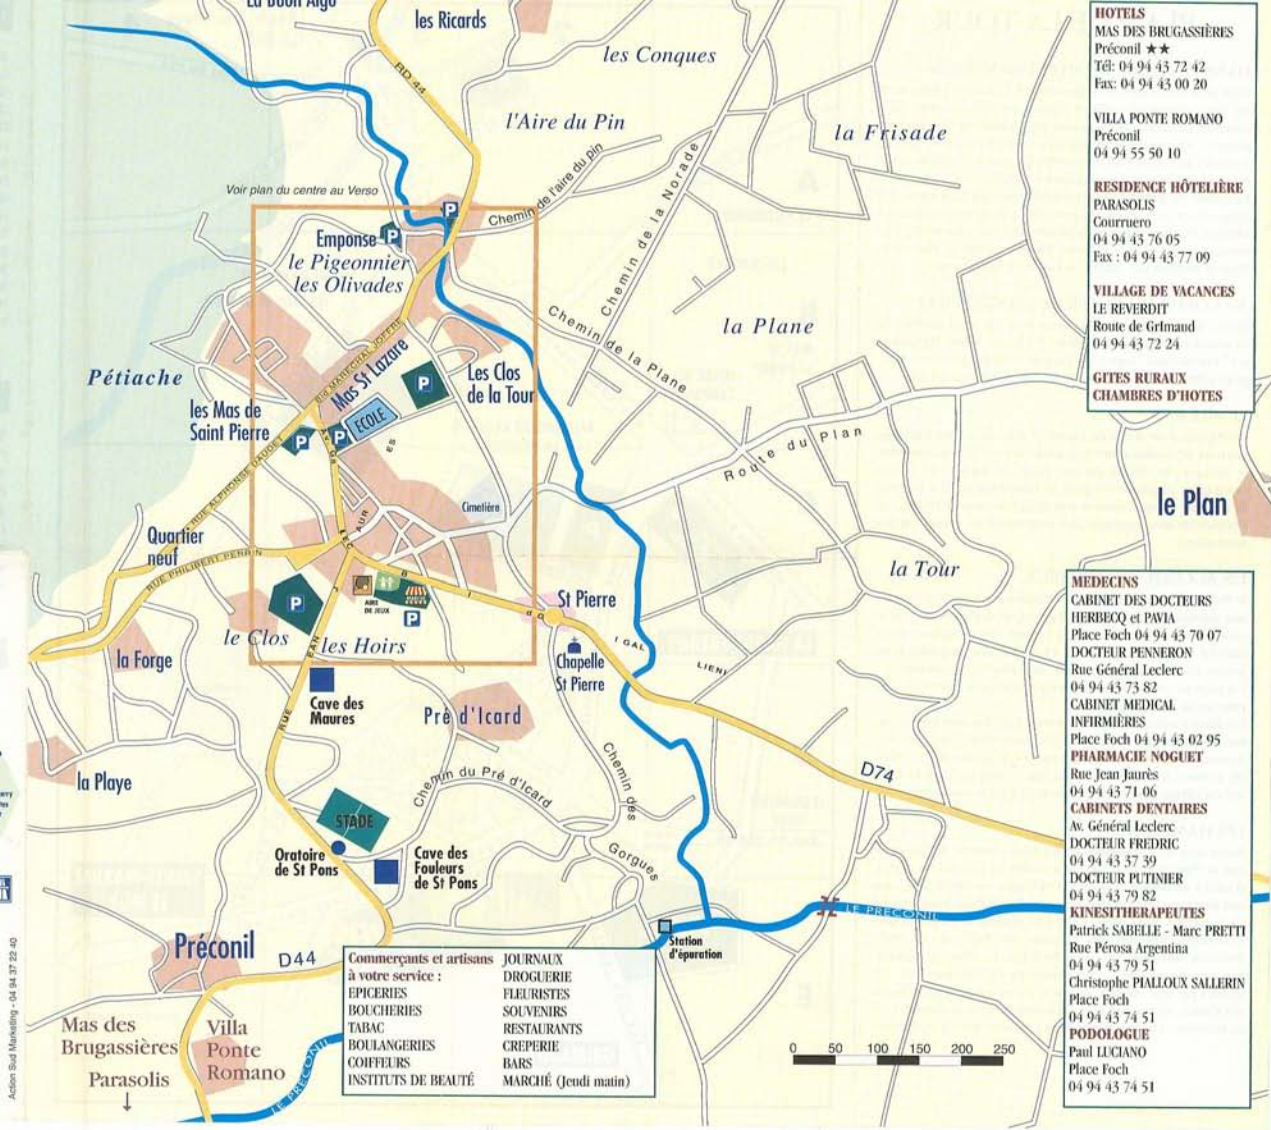 les Ricards
les Conques
RD 44
l'Aire du Pin
la Frisade
Voir plan du centre au Verso
Chemin de l'aire du pin
Chemin de la Norade
P
Emponse P
le Pigeonnier
les Olivades
Chemin de la Plane
la Plane
Bld MARECHAL JOFFRE
Mas St Lazare
Pétiache
P
Les Clos
de la Tour
les Mas de
Saint Pierre
P
P
ECOLE
RUE ALPHONSE DAUDET
Route du Plan
le Plan
Cimetière
Quartier
neuf
RUE PHILIBERT PERRIN
la Tour
P
AIRE
DE JEUX
P
St Pierre
le Clos
les Hoirs
la Forge
Chapelle
St Pierre
RUE JEAN
Cave des
Maures
Pré d'Icard
la Playe
Chemin du Pré d'Icard
Chemin des
Gorgues
D74
STADE
Oratoire
de St Pons
Cave des
Fouleurs
de St Pons
LE PRECONIL
Station
d'épuration
Préconil
D44
Mas des
Brugassières
Parasolis
Villa
Ponte
Romano
LE PRECONIL
0 50 100 150 200 250
Action Sud Marketing - 04 94 37 22 40
Commerçants et artisans
à votre service :
EPICERIES
BOUCHERIES
TABAC
BOULANGERIES
COIFFEURS
INSTITUTS DE BEAUTÉ
JOURNAUX
DROGUERIE
FLEURISTES
SOUVENIRS
RESTAURANTS
CREPERIE
BARS
MARCHÉ (Jeudi matin)
HOTELS
MAS DES BRUGASSIÈRES
Préconil ★★
Tél: 04 94 43 72 42
Fax: 04 94 43 00 20
VILLA PONTE ROMANO
Préconil
04 94 55 50 10
RESIDENCE HÔTELIÈRE
PARASOLIS
Courruero
04 94 43 76 05
Fax : 04 94 43 77 09
VILLAGE DE VACANCES
LE REVERDIT
Route de GrImaud
04 94 43 72 24
GITES RURAUX
CHAMBRES D'HOTES
MEDECINS
CABINET DES DOCTEURS
HERBECQ et PAVIA
Place Foch 04 94 43 70 07
DOCTEUR PENNERON
Rue Général Leclerc
04 94 43 73 82
CABINET MEDICAL
INFIRMIÈRES
Place Foch 04 94 43 02 95
PHARMACIE NOGUET
Rue Jean Jaurès
04 94 43 71 06
CABINETS DENTAIRES
Av. Général Leclerc
DOCTEUR FREDRIC
04 94 43 37 39
DOCTEUR PUTINIER
04 94 43 79 82
KINESITHERAPEUTES
Patrick SABELLE - Marc PRETTI
Rue Pérosa Argentina
04 94 43 79 51
Christophe PIALLOUX SALLERIN
Place Foch
04 94 43 74 51
PODOLOGUE
Paul LUCIANO
Place Foch
04 94 43 74 51